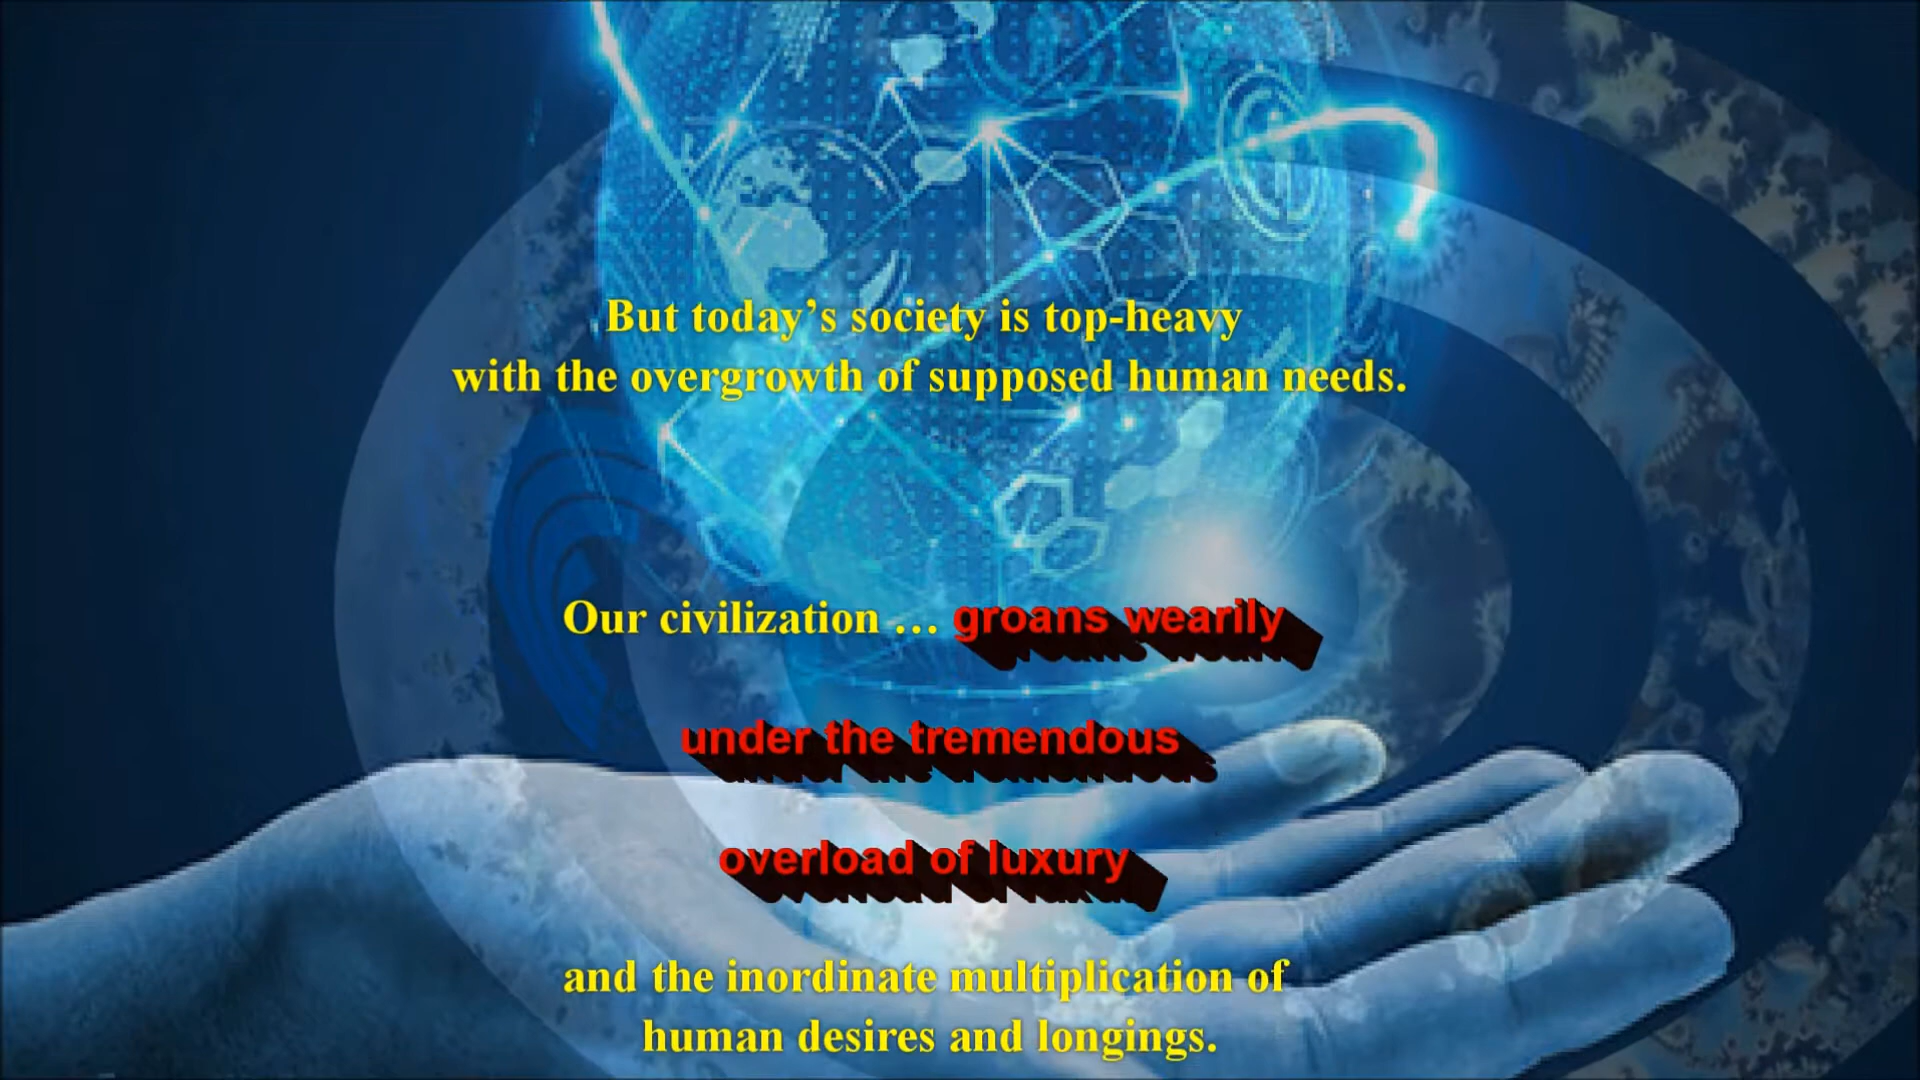 But today’s society is top-heavy
with the overgrowth of supposed human needs.
Our civilization … groans wearily
under the tremendous
overload of luxury
and the inordinate multiplication of
human desires and longings.